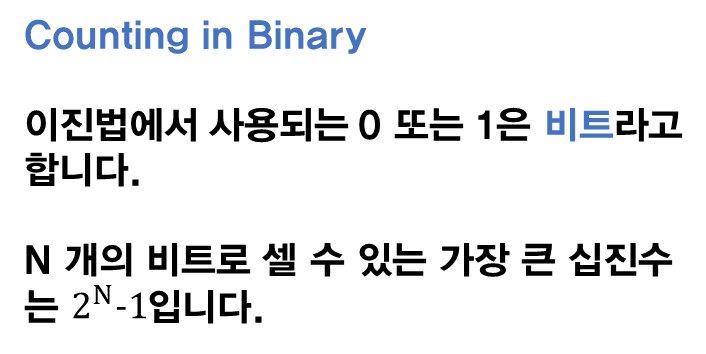 Counting in Binary
이진법에서 사용되는 0 또는 1은 비트라고
합니다.
N 개의 비트로 셀 수 있는 가장 큰 십진수
는 2ᴺ-1입니다.